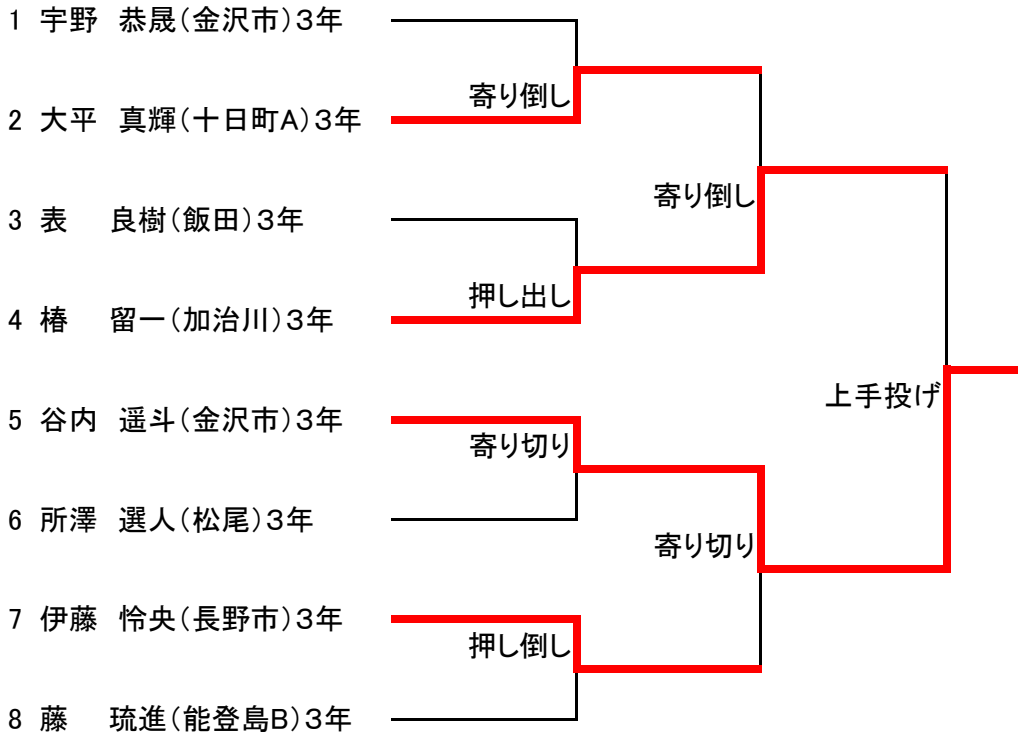 1 宇野 恭晟(金沢市)3年
寄り倒し
2 大平 真輝(十日町A)3年
寄り倒し
3 表 良樹(飯田)3年
押し出し
4 椿 留一(加治川)3年
上手投げ
5 谷内 遥斗(金沢市)3年
寄り切り
6 所澤 選人(松尾)3年
寄り切り
7 伊藤 怜央(長野市)3年
押し倒し
8 藤 琉進(能登島B)3年